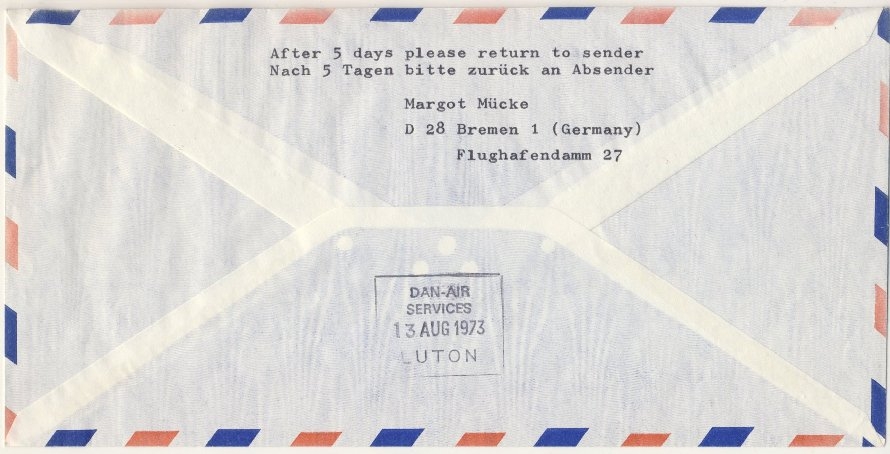 After 5 days please return to sender
Nach 5 Tagen bitte zurück an Absender
Margot Mücke
D 28 Bremen 1 (Germany)
Flughafendamm 27
DAN-AIR
SERVICES
13 AUG 1973
LUTON